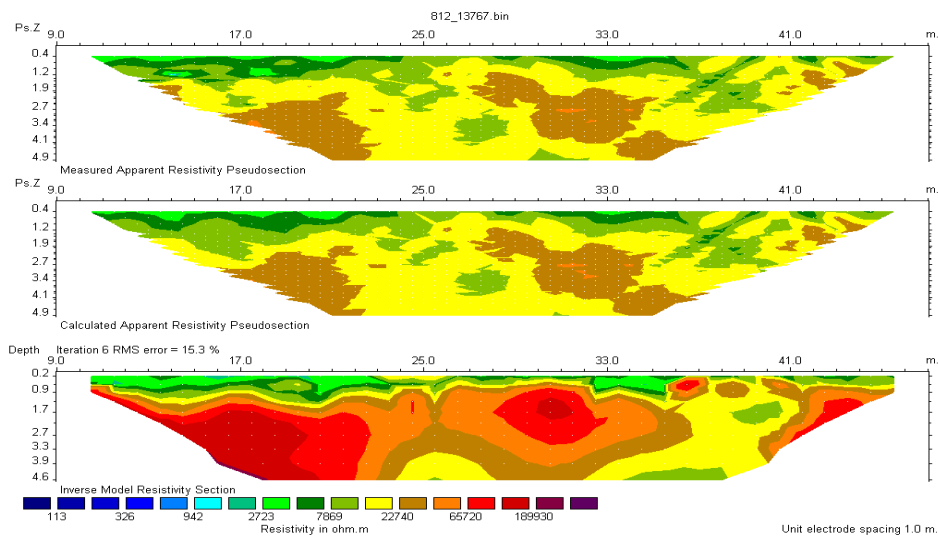 812_13767.bin
Ps.Z 9.0 17.0 25.0 33.0 41.0 m.
0.4
1.2
1.9
2.7
3.4
4.1
4.9
Measured Apparent Resistivity Pseudosection
Ps.Z 9.0 17.0 25.0 33.0 41.0 m.
0.4
1.2
1.9
2.7
3.4
4.1
4.9
Calculated Apparent Resistivity Pseudosection
Depth Iteration 6 RMS error = 15.3 %
9.0 17.0 25.0 33.0 41.0 m.
0.2
0.9
1.7
2.7
3.3
3.9
4.6
Inverse Model Resistivity Section
113 326 942 2723 7869 22740 65720 189930
Resistivity in ohm.m
Unit electrode spacing 1.0 m.